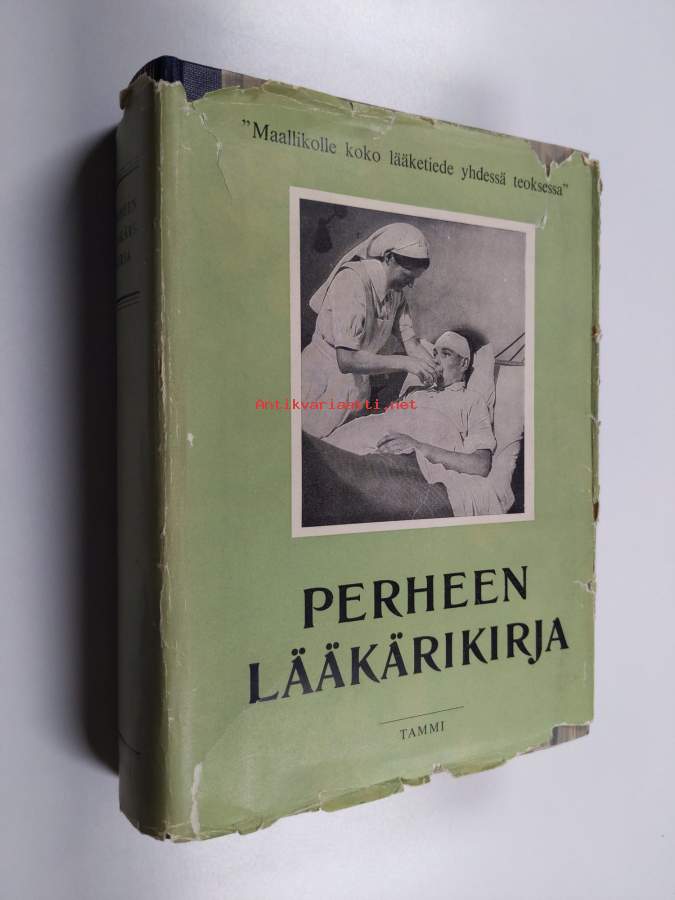 "Maallikolle koko lääketiede yhdessä teoksessa"
Antikvariaatti.net
PERHEEN
LÄÄKÄRIKIRJA
TAMMI